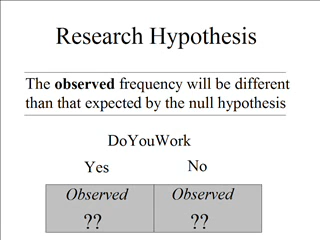 Research Hypothesis
The observed frequency will be different
than that expected by the null hypothesis
DoYouWork
Yes No
Observed Observed
?? ??